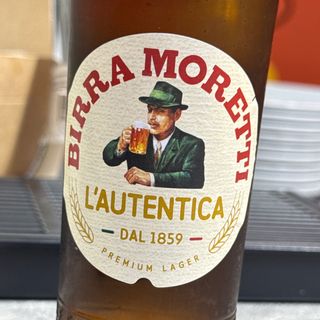 BIRRA MORETTI
L'AUTENTICA
DAL 1859
PREMIUM LAGER